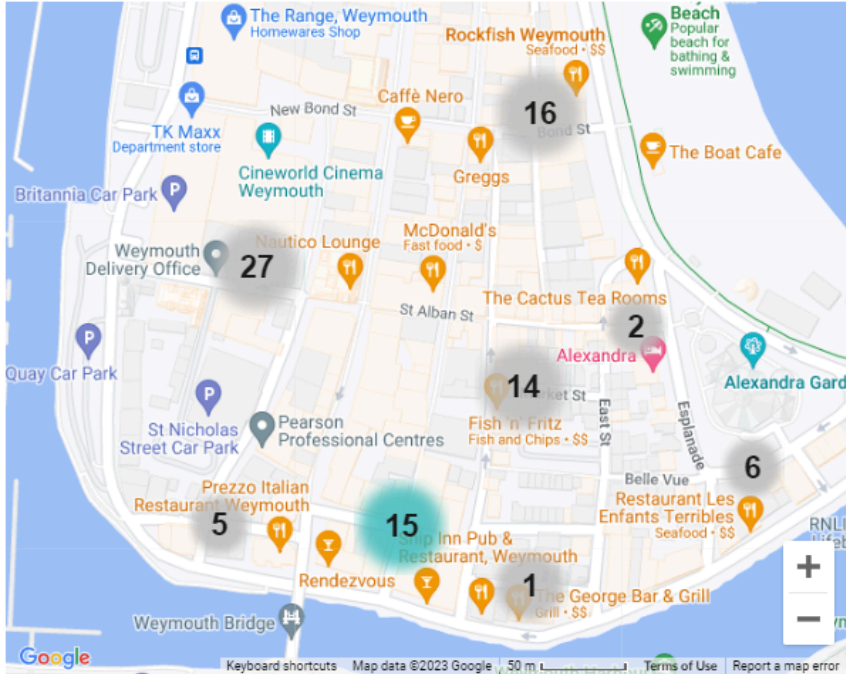 The Range, Weymouth
Homewares Shop
Beach
Popular
beach for
bathing &
swimming
Rockfish Weymouth
Seafood • $$
16
Caffè Nero
New Bond St
Bond St
TK Maxx
Department store
Cineworld Cinema
Weymouth
Greggs
The Boat Cafe
Britannia Car Park
Weymouth
Delivery Office
27
Nautico Lounge
McDonald's
Fast food • $
The Cactus Tea Rooms
St Alban St
2
Alexandra
Quay Car Park
14
Alexandra Gard
St Nicholas
Street Car Park
Pearson
Professional Centres
Fish 'n' Fritz
Fish and Chips • $$
East St
Esplanade
Belle Vue
6
Prezzo Italian
Restaurant Weymouth
5
15
Restaurant Les
Enfants Terribles
Seafood • $$
RNLI
Ship Inn Pub &
Restaurant, Weymouth
Rendezvous
1
The George Bar & Grill
Grill • $$
+
−
Weymouth Bridge
Google
Keyboard shortcuts
Map data ©2023 Google
50 m
Terms of Use
Report a map error